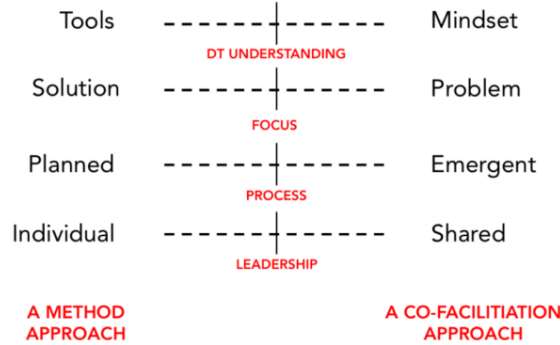 Tools Mindset
DT UNDERSTANDING
Solution Problem
FOCUS
Planned Emergent
PROCESS
Individual Shared
LEADERSHIP
A METHOD A CO-FACILITIATION
APPROACH APPROACH